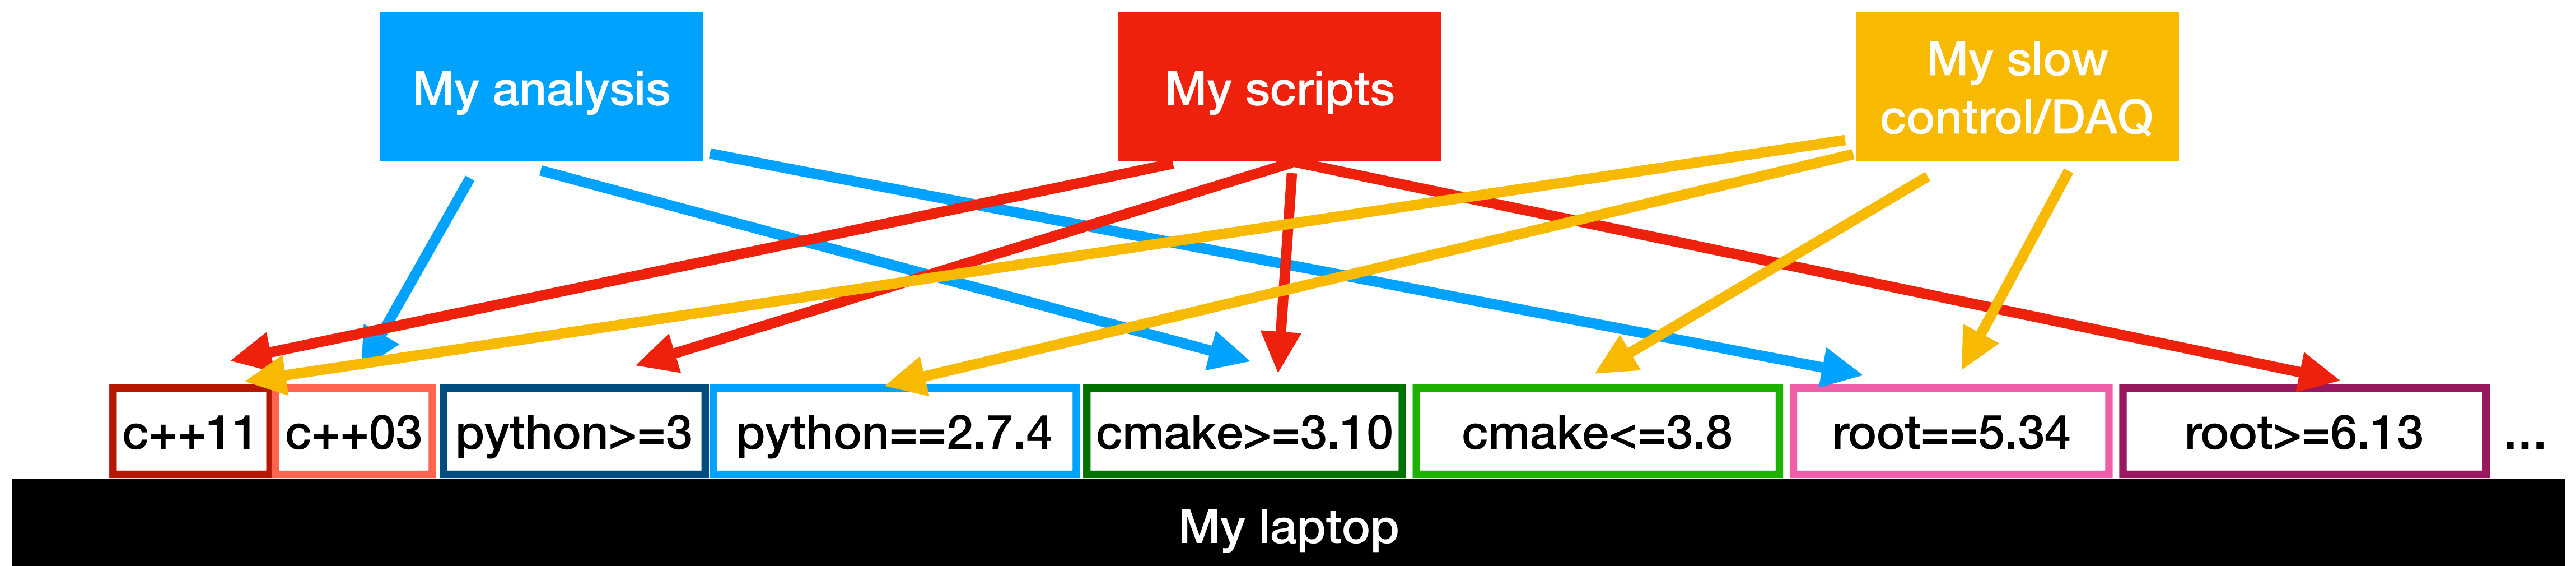 My analysis
My scripts
My slow
control/DAQ
c++11
c++03
python>=3
python==2.7.4
cmake>=3.10
cmake<=3.8
root==5.34
root>=6.13
...
My laptop